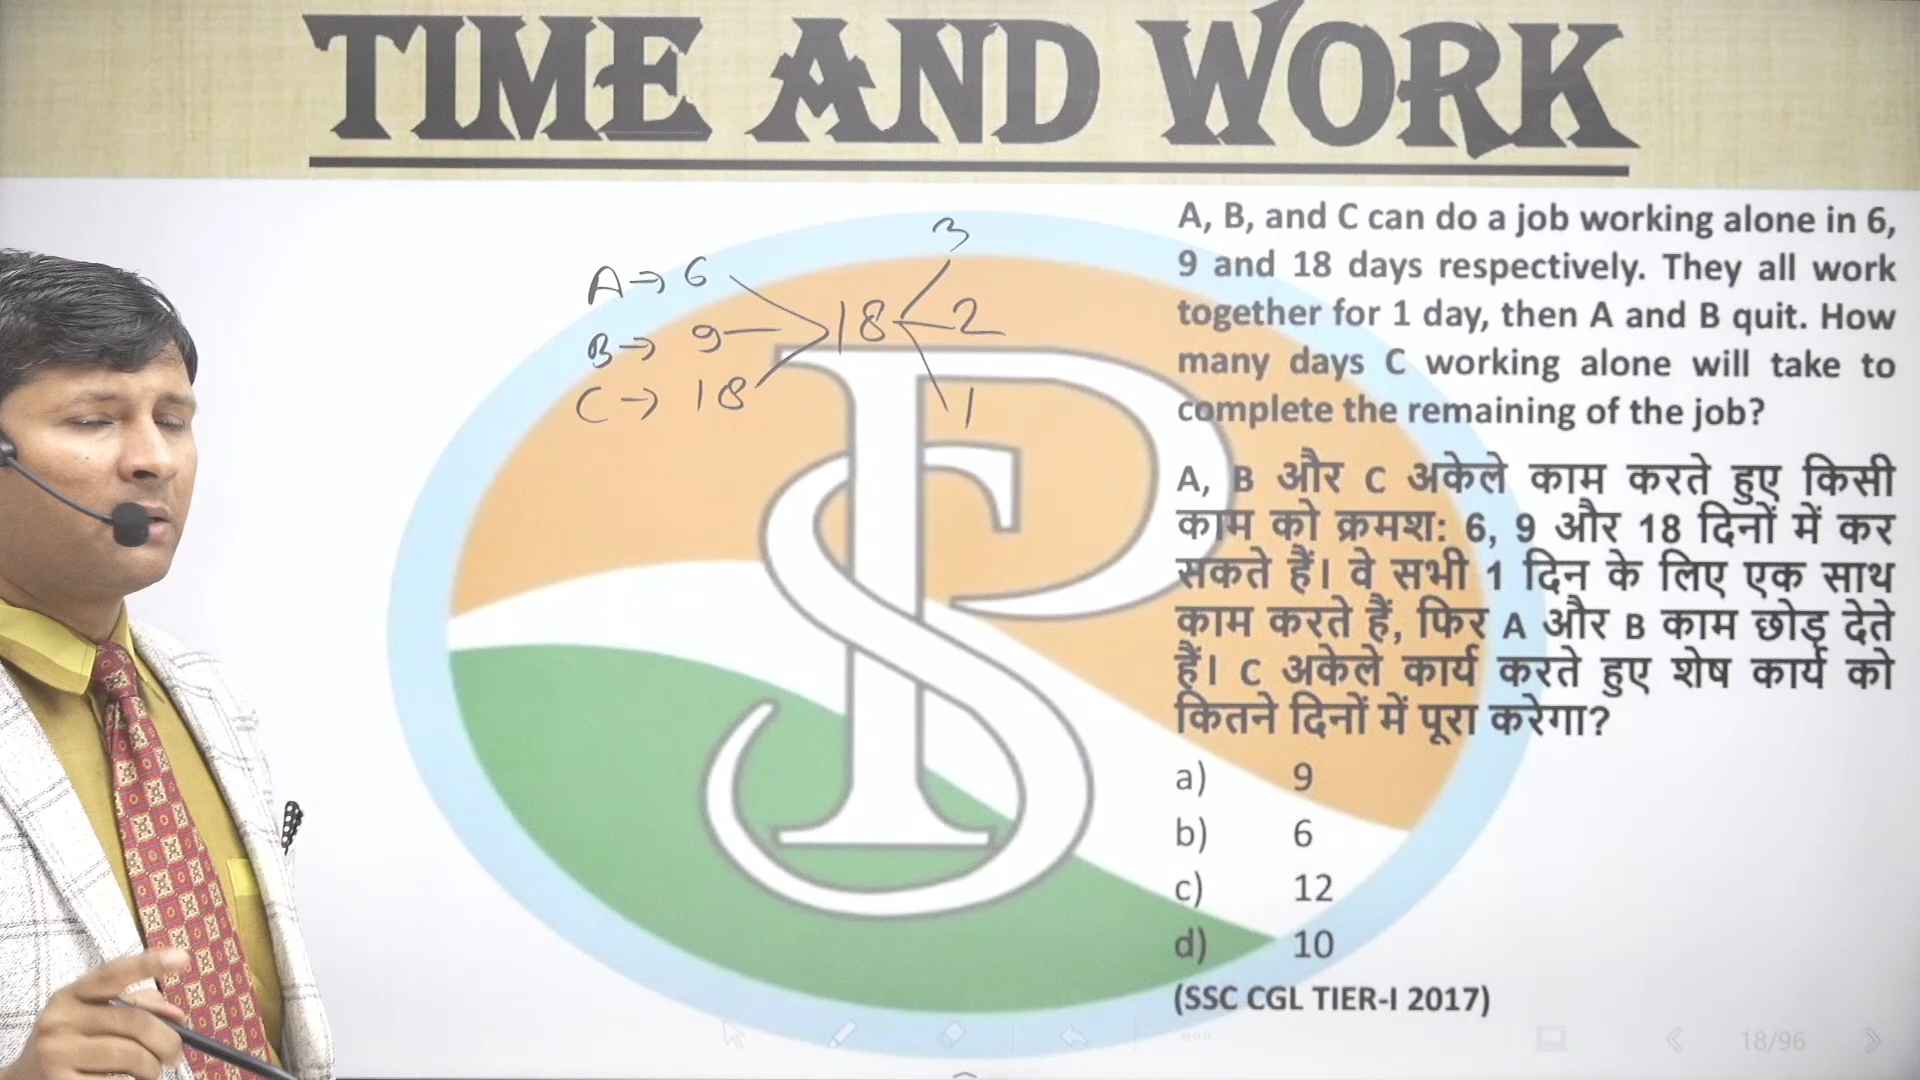 TIME AND WORK
A → 6
B → 9
C → 18
18
3
2
1
A, B, and C can do a job working alone in 6,
9 and 18 days respectively. They all work
together for 1 day, then A and B quit. How
many days C working alone will take to
complete the remaining of the job?
A, B और C अकेले काम करते हुए किसी
काम को क्रमश: 6, 9 और 18 दिनों में कर
सकते हैं। वे सभी 1 दिन के लिए एक साथ
काम करते हैं, फिर A और B काम छोड़ देते
हैं। C अकेले कार्य करते हुए शेष कार्य को
कितने दिनों में पूरा करेगा?
a) 9
b) 6
c) 12
d) 10
(SSC CGL TIER-I 2017)
18/96